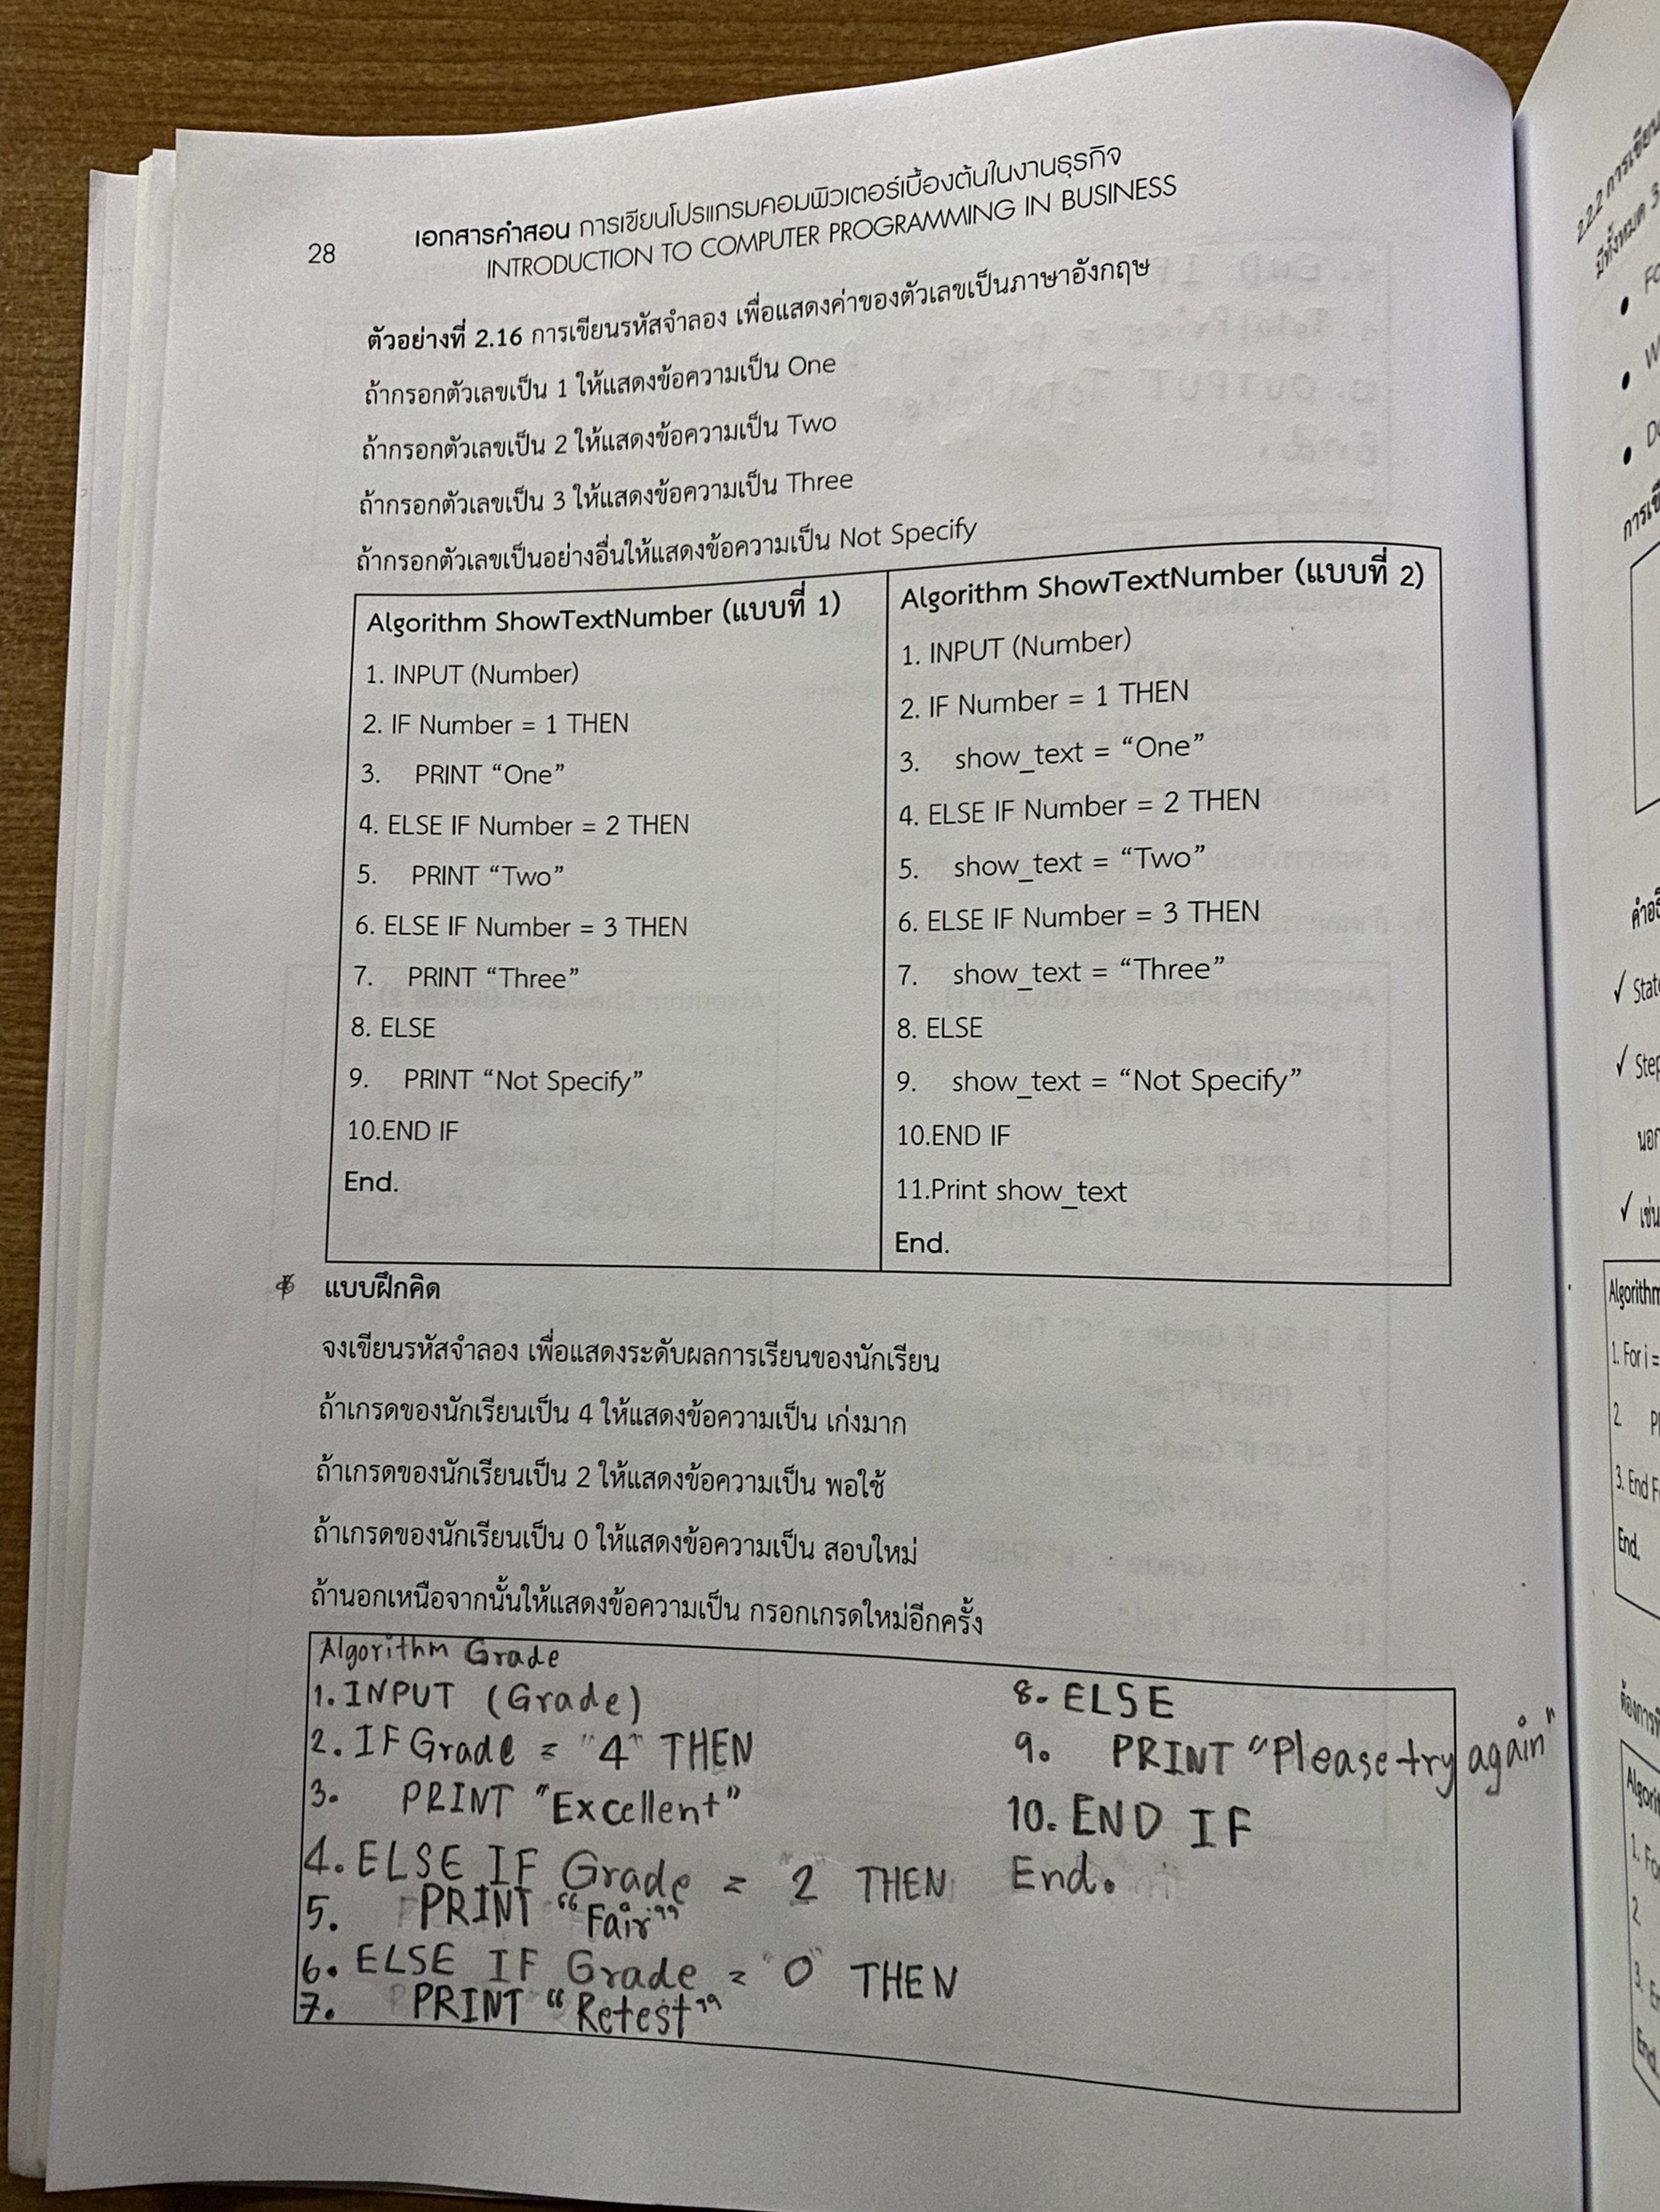 28
เอกสารคำสอน การเขียนโปรแกรมคอมพิวเตอร์เบื้องต้นในงานธุรกิจ
INTRODUCTION TO COMPUTER PROGRAMMING IN BUSINESS
ตัวอย่างที่ 2.16 การเขียนรหัสจำลอง เพื่อแสดงค่าของตัวเลขเป็นภาษาอังกฤษ
ถ้ากรอกตัวเลขเป็น 1 ให้แสดงข้อความเป็น One
ถ้ากรอกตัวเลขเป็น 2 ให้แสดงข้อความเป็น Two
ถ้ากรอกตัวเลขเป็น 3 ให้แสดงข้อความเป็น Three
ถ้ากรอกตัวเลขเป็นอย่างอื่นให้แสดงข้อความเป็น Not Specify
Algorithm ShowTextNumber (แบบที่ 1)
1. INPUT (Number)
2. IF Number = 1 THEN
3. PRINT “One”
4. ELSE IF Number = 2 THEN
5. PRINT “Two”
6. ELSE IF Number = 3 THEN
7. PRINT “Three”
8. ELSE
9. PRINT “Not Specify”
10.END IF
End.
Algorithm ShowTextNumber (แบบที่ 2)
1. INPUT (Number)
2. IF Number = 1 THEN
3. show_text = “One”
4. ELSE IF Number = 2 THEN
5. show_text = “Two”
6. ELSE IF Number = 3 THEN
7. show_text = “Three”
8. ELSE
9. show_text = “Not Specify”
10.END IF
11.Print show_text
End.
แบบฝึกคิด
จงเขียนรหัสจำลอง เพื่อแสดงระดับผลการเรียนของนักเรียน
ถ้าเกรดของนักเรียนเป็น 4 ให้แสดงข้อความเป็น เก่งมาก
ถ้าเกรดของนักเรียนเป็น 2 ให้แสดงข้อความเป็น พอใช้
ถ้าเกรดของนักเรียนเป็น 0 ให้แสดงข้อความเป็น สอบใหม่
ถ้านอกเหนือจากนั้นให้แสดงข้อความเป็น กรอกเกรดใหม่อีกครั้ง
Algorithm Grade
1. INPUT (Grade)
2. IF Grade = "4" THEN
3. PRINT "Excellent"
4. ELSE IF Grade = "2" THEN
5. PRINT "Fair"
6. ELSE IF Grade = "0" THEN
7. PRINT "Retest"
8. ELSE
9. PRINT "Please try again"
10. END IF
End.
2.2.2 การเขียน
มีทั้งหมด 3
Algorithm
1. For i =
2.
3. End F
End.